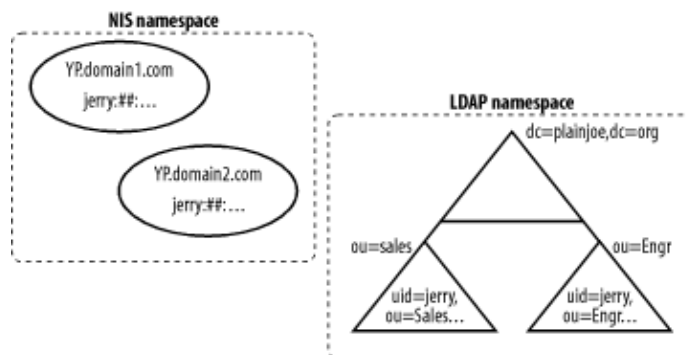 NIS namespace
YP.domain1.com
jerry:##:...
YP.domain2.com
jerry:##:...
LDAP namespace
dc=plainjoe,dc=org
ou=sales
ou=Engr
uid=jerry,
ou=Sales...
uid=jerry,
ou=Engr...